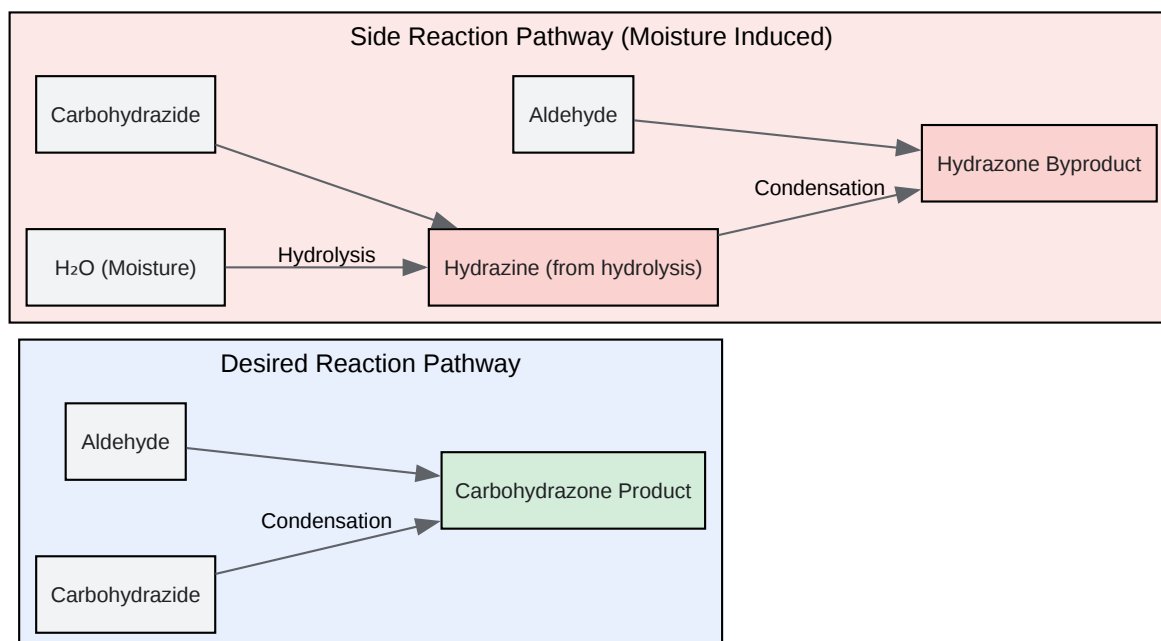 Side Reaction Pathway (Moisture Induced)
Carbohydrazide
Aldehyde
Hydrazone Byproduct
Condensation
H₂O (Moisture)
Hydrolysis
Hydrazine (from hydrolysis)
Desired Reaction Pathway
Aldehyde
Carbohydrazone Product
Condensation
Carbohydrazide